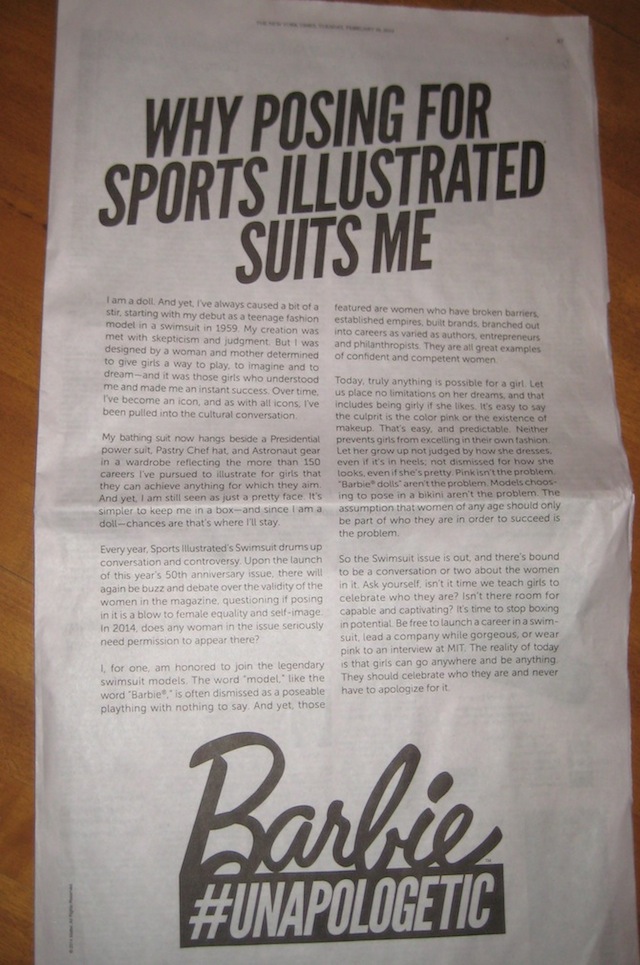 THE NEW YORK TIMES, TUESDAY, FEBRUARY 18, 2014
WHY POSING FOR
SPORTS ILLUSTRATED
SUITS ME
I am a doll. And yet, I've always caused a bit of a
stir, starting with my debut as a teenage fashion
model in a swimsuit in 1959. My creation was
met with skepticism and judgment. But I was
designed by a woman and mother determined
to give girls a way to play, to imagine and to
dream—and it was those girls who understood
me and made me an instant success. Over time,
I've become an icon, and as with all icons, I've
been pulled into the cultural conversation.
My bathing suit now hangs beside a Presidential
power suit, Pastry Chef hat, and Astronaut gear
in a wardrobe reflecting the more than 150
careers I've pursued to illustrate for girls that
they can achieve anything for which they aim.
And yet, I am still seen as just a pretty face. It's
simpler to keep me in a box—and since I am a
doll—chances are that's where I'll stay.
Every year, Sports Illustrated's Swimsuit drums up
conversation and controversy. Upon the launch
of this year's 50th anniversary issue, there will
again be buzz and debate over the validity of the
women in the magazine, questioning if posing
in it is a blow to female equality and self-image.
In 2014, does any woman in the issue seriously
need permission to appear there?
I, for one, am honored to join the legendary
swimsuit models. The word "model," like the
word "Barbie®," is often dismissed as a poseable
plaything with nothing to say. And yet, those
featured are women who have broken barriers,
established empires, built brands, branched out
into careers as varied as authors, entrepreneurs
and philanthropists. They are all great examples
of confident and competent women.
Today, truly anything is possible for a girl. Let
us place no limitations on her dreams, and that
includes being girly if she likes. It's easy to say
the culprit is the color pink or the existence of
makeup. That's easy, and predictable. Neither
prevents girls from excelling in their own fashion.
Let her grow up not judged by how she dresses,
even if it's in heels; not dismissed for how she
looks, even if she's pretty. Pink isn't the problem.
"Barbie® dolls" aren't the problem. Models choos-
ing to pose in a bikini aren't the problem. The
assumption that women of any age should only
be part of who they are in order to succeed is
the problem.
So the Swimsuit issue is out, and there's bound
to be a conversation or two about the women
in it. Ask yourself, isn't it time we teach girls to
celebrate who they are? Isn't there room for
capable and captivating? It's time to stop boxing
in potential. Be free to launch a career in a swim-
suit, lead a company while gorgeous, or wear
pink to an interview at MIT. The reality of today
is that girls can go anywhere and be anything.
They should celebrate who they are and never
have to apologize for it.
Barbie™
#UNAPOLOGETIC
© 2014 Mattel. All Rights Reserved.